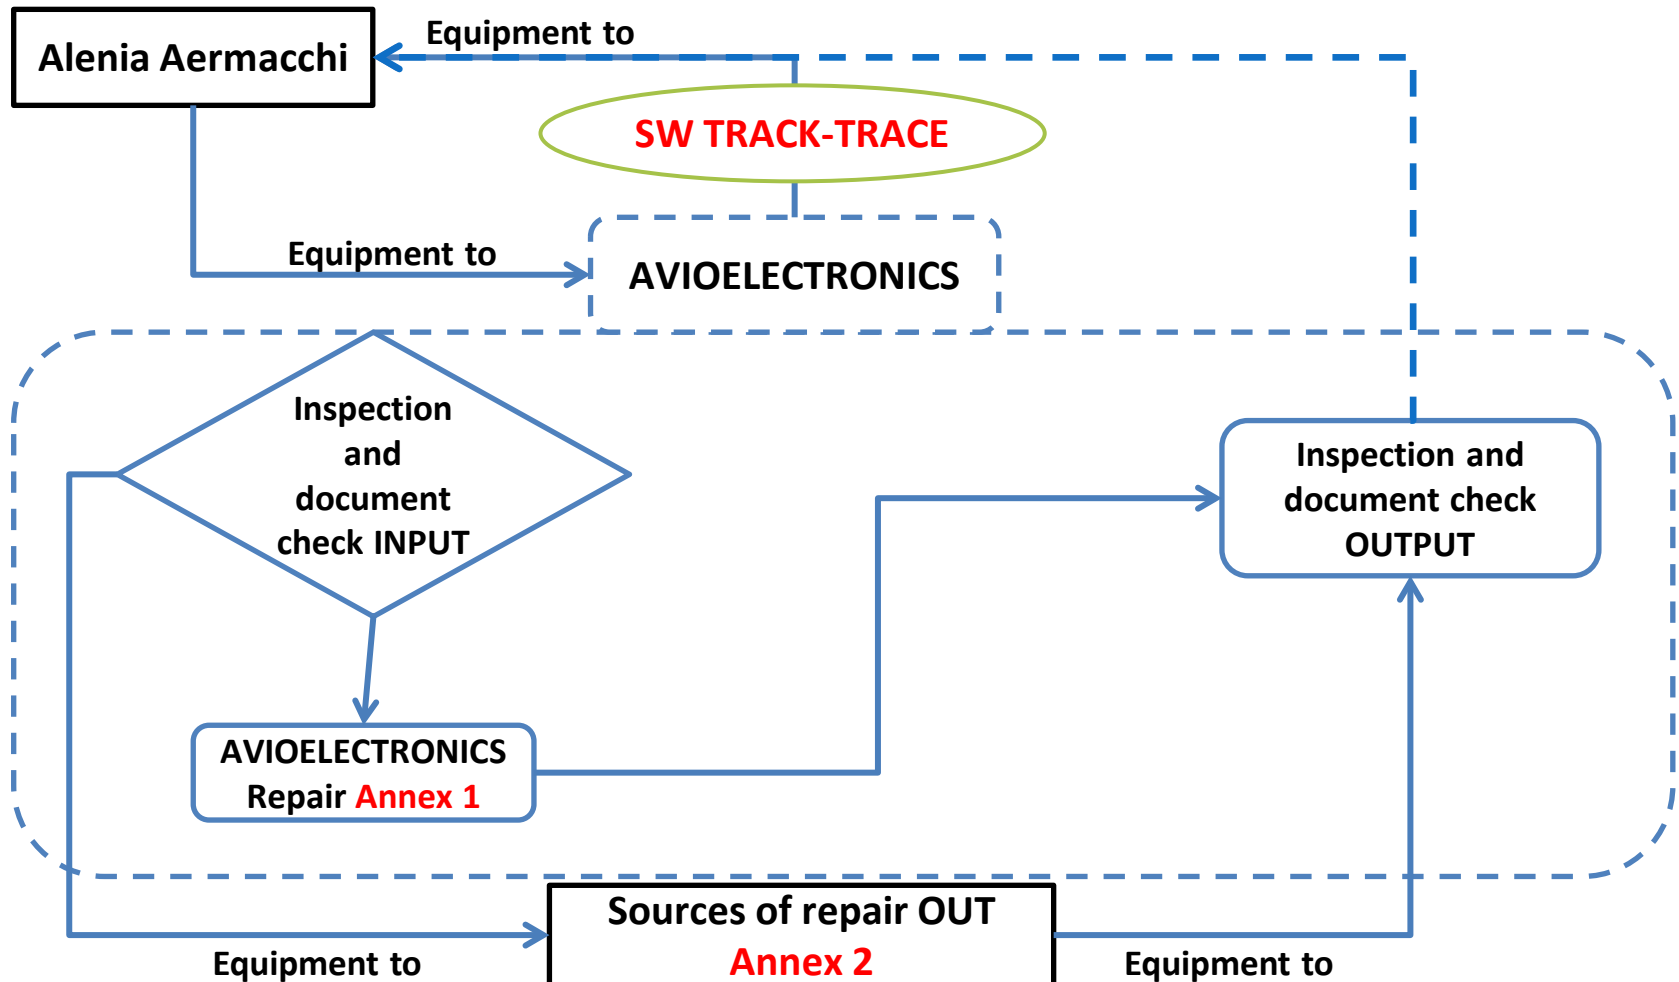 Equipment to
Alenia Aermacchi
SW TRACK-TRACE
Equipment to
AVIOELECTRONICS
Inspection
and
document
check INPUT
Inspection and
document check
OUTPUT
AVIOELECTRONICS
Repair Annex 1
Sources of repair OUT
Annex 2
Equipment to
Equipment to